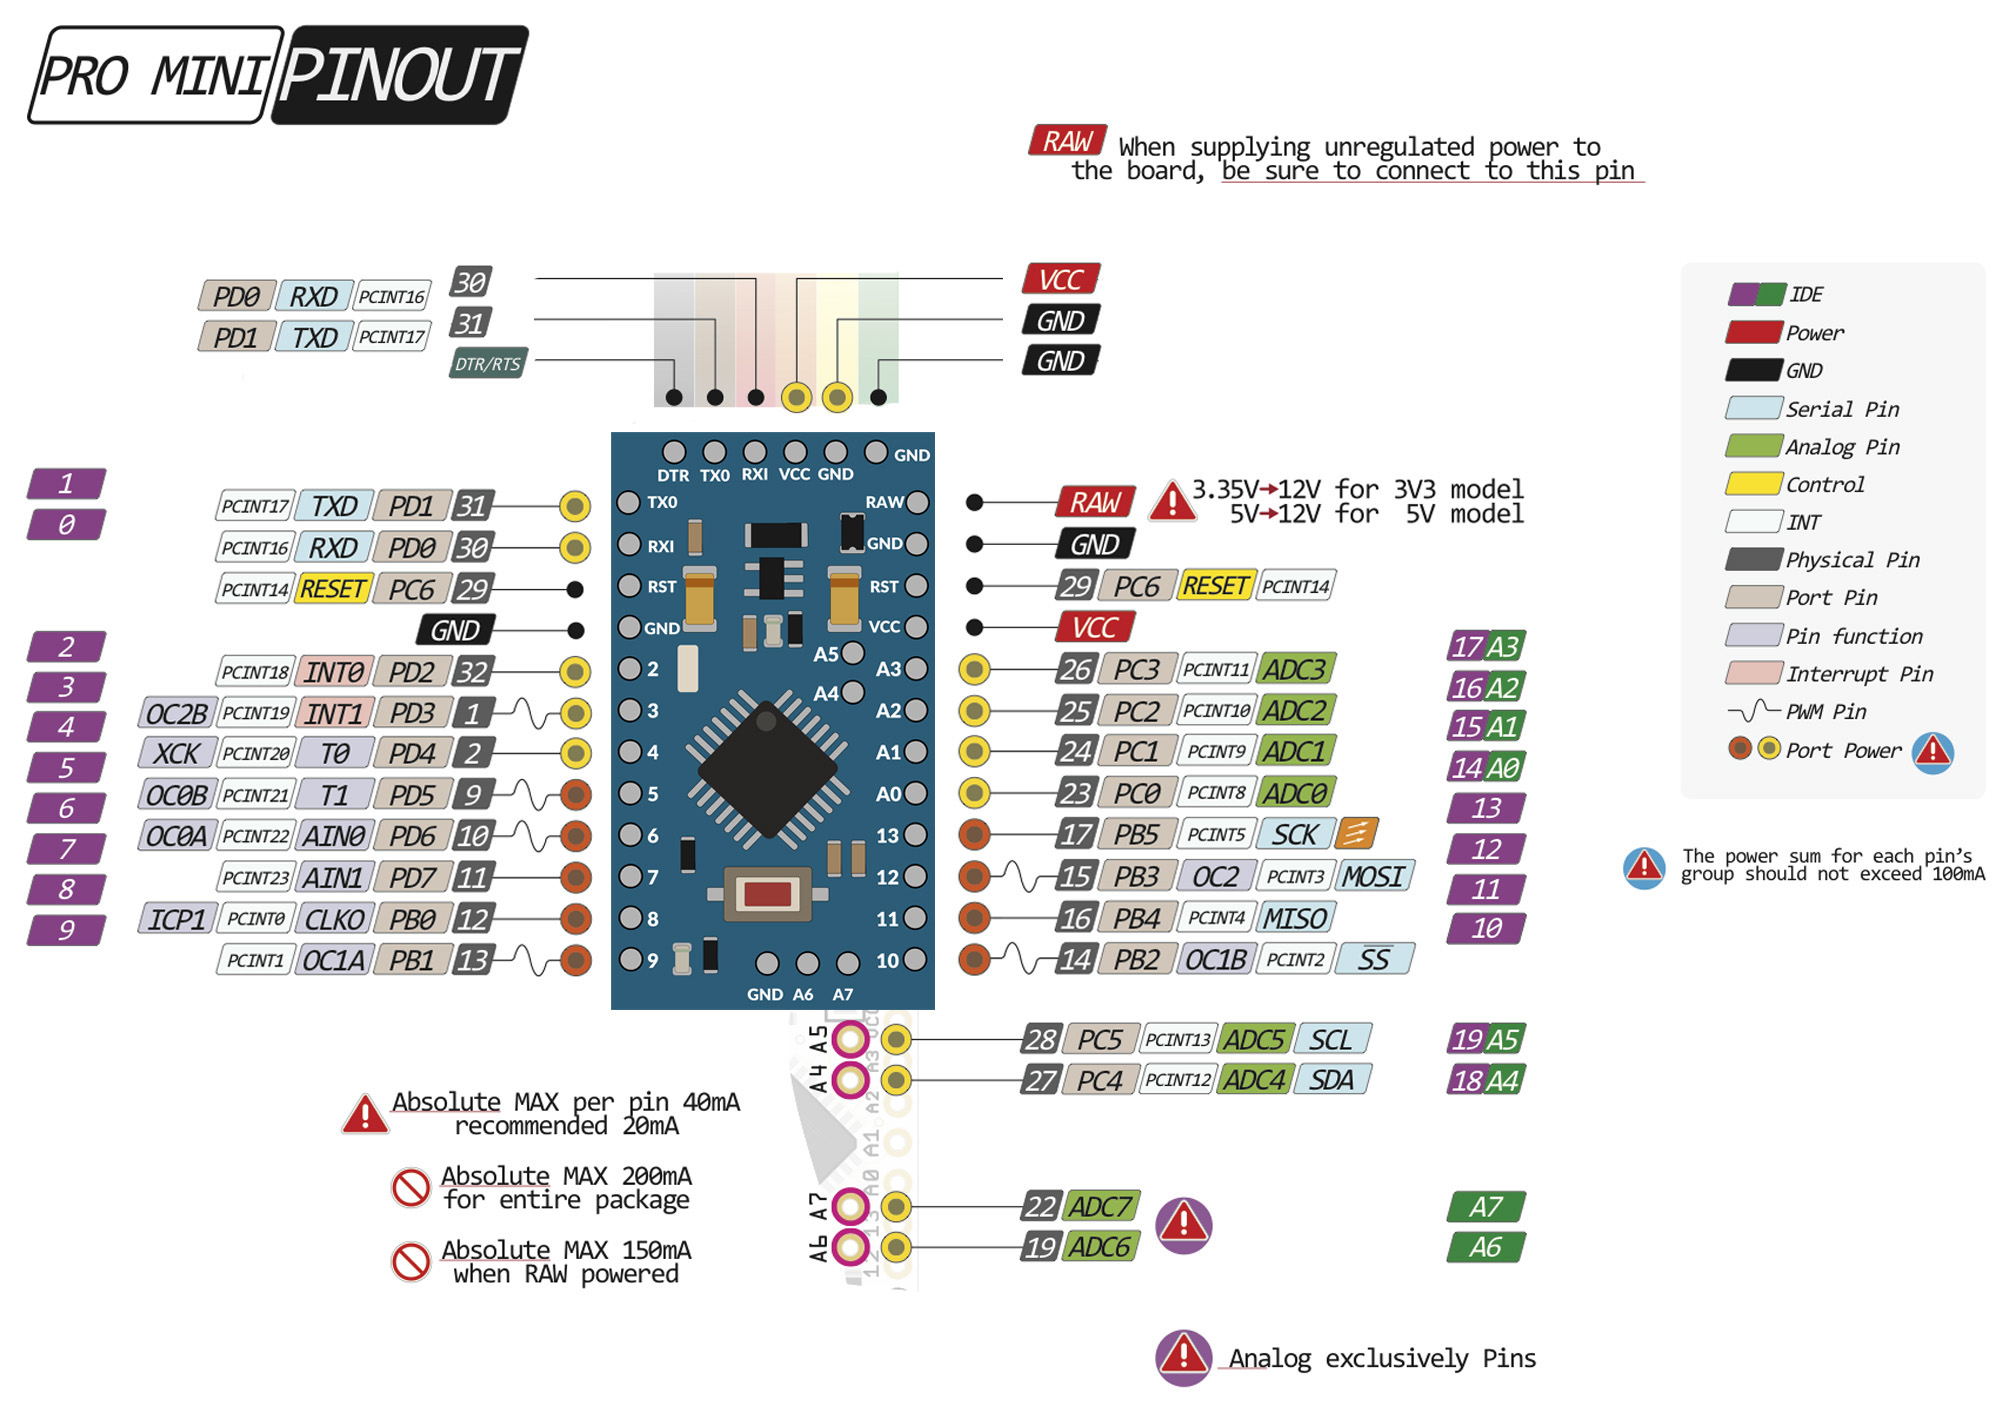 PRO MINI PINOUT
RAW When supplying unregulated power to
the board, be sure to connect to this pin
PD0 RXD PCINT16 30
PD1 TXD PCINT17 31
DTR/RTS
VCC
GND
GND
IDE
Power
GND
Serial Pin
Analog Pin
Control
INT
Physical Pin
Port Pin
Pin function
Interrupt Pin
PWM Pin
Port Power
The power sum for each pin's
group should not exceed 100mA
1
0
2
3
4
5
6
7
8
9
PCINT17 TXD PD1 31
PCINT16 RXD PD0 30
PCINT14 RESET PC6 29
GND
PCINT18 INT0 PD2 32
OC2B PCINT19 INT1 PD3 1
XCK PCINT20 T0 PD4 2
OC0B PCINT21 T1 PD5 9
OC0A PCINT22 AIN0 PD6 10
PCINT23 AIN1 PD7 11
ICP1 PCINT0 CLKO PB0 12
PCINT1 OC1A PB1 13
GND
DTR TX0 RXI VCC GND
TX0 RAW
RXI GND
RST RST
GND VCC
A5
2 A3
A4
3 A2
4 A1
5 A0
6 13
7 12
8 11
9 10
GND A6 A7
RAW 3.35V→12V for 3V3 model
5V→12V for 5V model
GND
29 PC6 RESET PCINT14
VCC
26 PC3 PCINT11 ADC3
25 PC2 PCINT10 ADC2
24 PC1 PCINT9 ADC1
23 PC0 PCINT8 ADC0
17 PB5 PCINT5 SCK
15 PB3 OC2 PCINT3 MOSI
16 PB4 PCINT4 MISO
14 PB2 OC1B PCINT2 SS
17 A3
16 A2
15 A1
14 A0
13
12
11
10
A5 28 PC5 PCINT13 ADC5 SCL 19 A5
A4 27 PC4 PCINT12 ADC4 SDA 18 A4
A7 22 ADC7 A7
A6 19 ADC6 A6
A3
A2
A1
A0
13
12
Absolute MAX per pin 40mA
recommended 20mA
Absolute MAX 200mA
for entire package
Absolute MAX 150mA
when RAW powered
Analog exclusively Pins